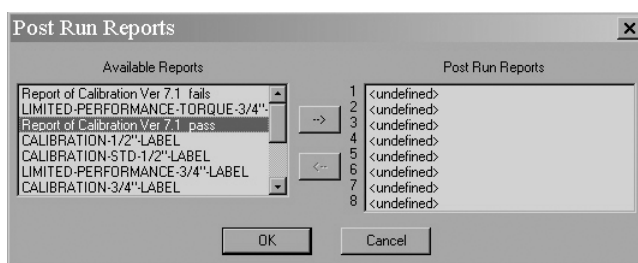 Post Run Reports
Available Reports
Report of Calibration Ver 7.1  fails
LIMITED-PERFORMANCE-TORQUE-3/4"-
Report of Calibration Ver 7.1  pass
CALIBRATION-1/2"-LABEL
CALIBRATION-STD-1/2"-LABEL
LIMITED-PERFORMANCE-3/4"-LABEL
CALIBRATION-3/4"-LABEL
-->
<--
Post Run Reports
1 <undefined>
2 <undefined>
3 <undefined>
4 <undefined>
5 <undefined>
6 <undefined>
7 <undefined>
8 <undefined>
OK
Cancel